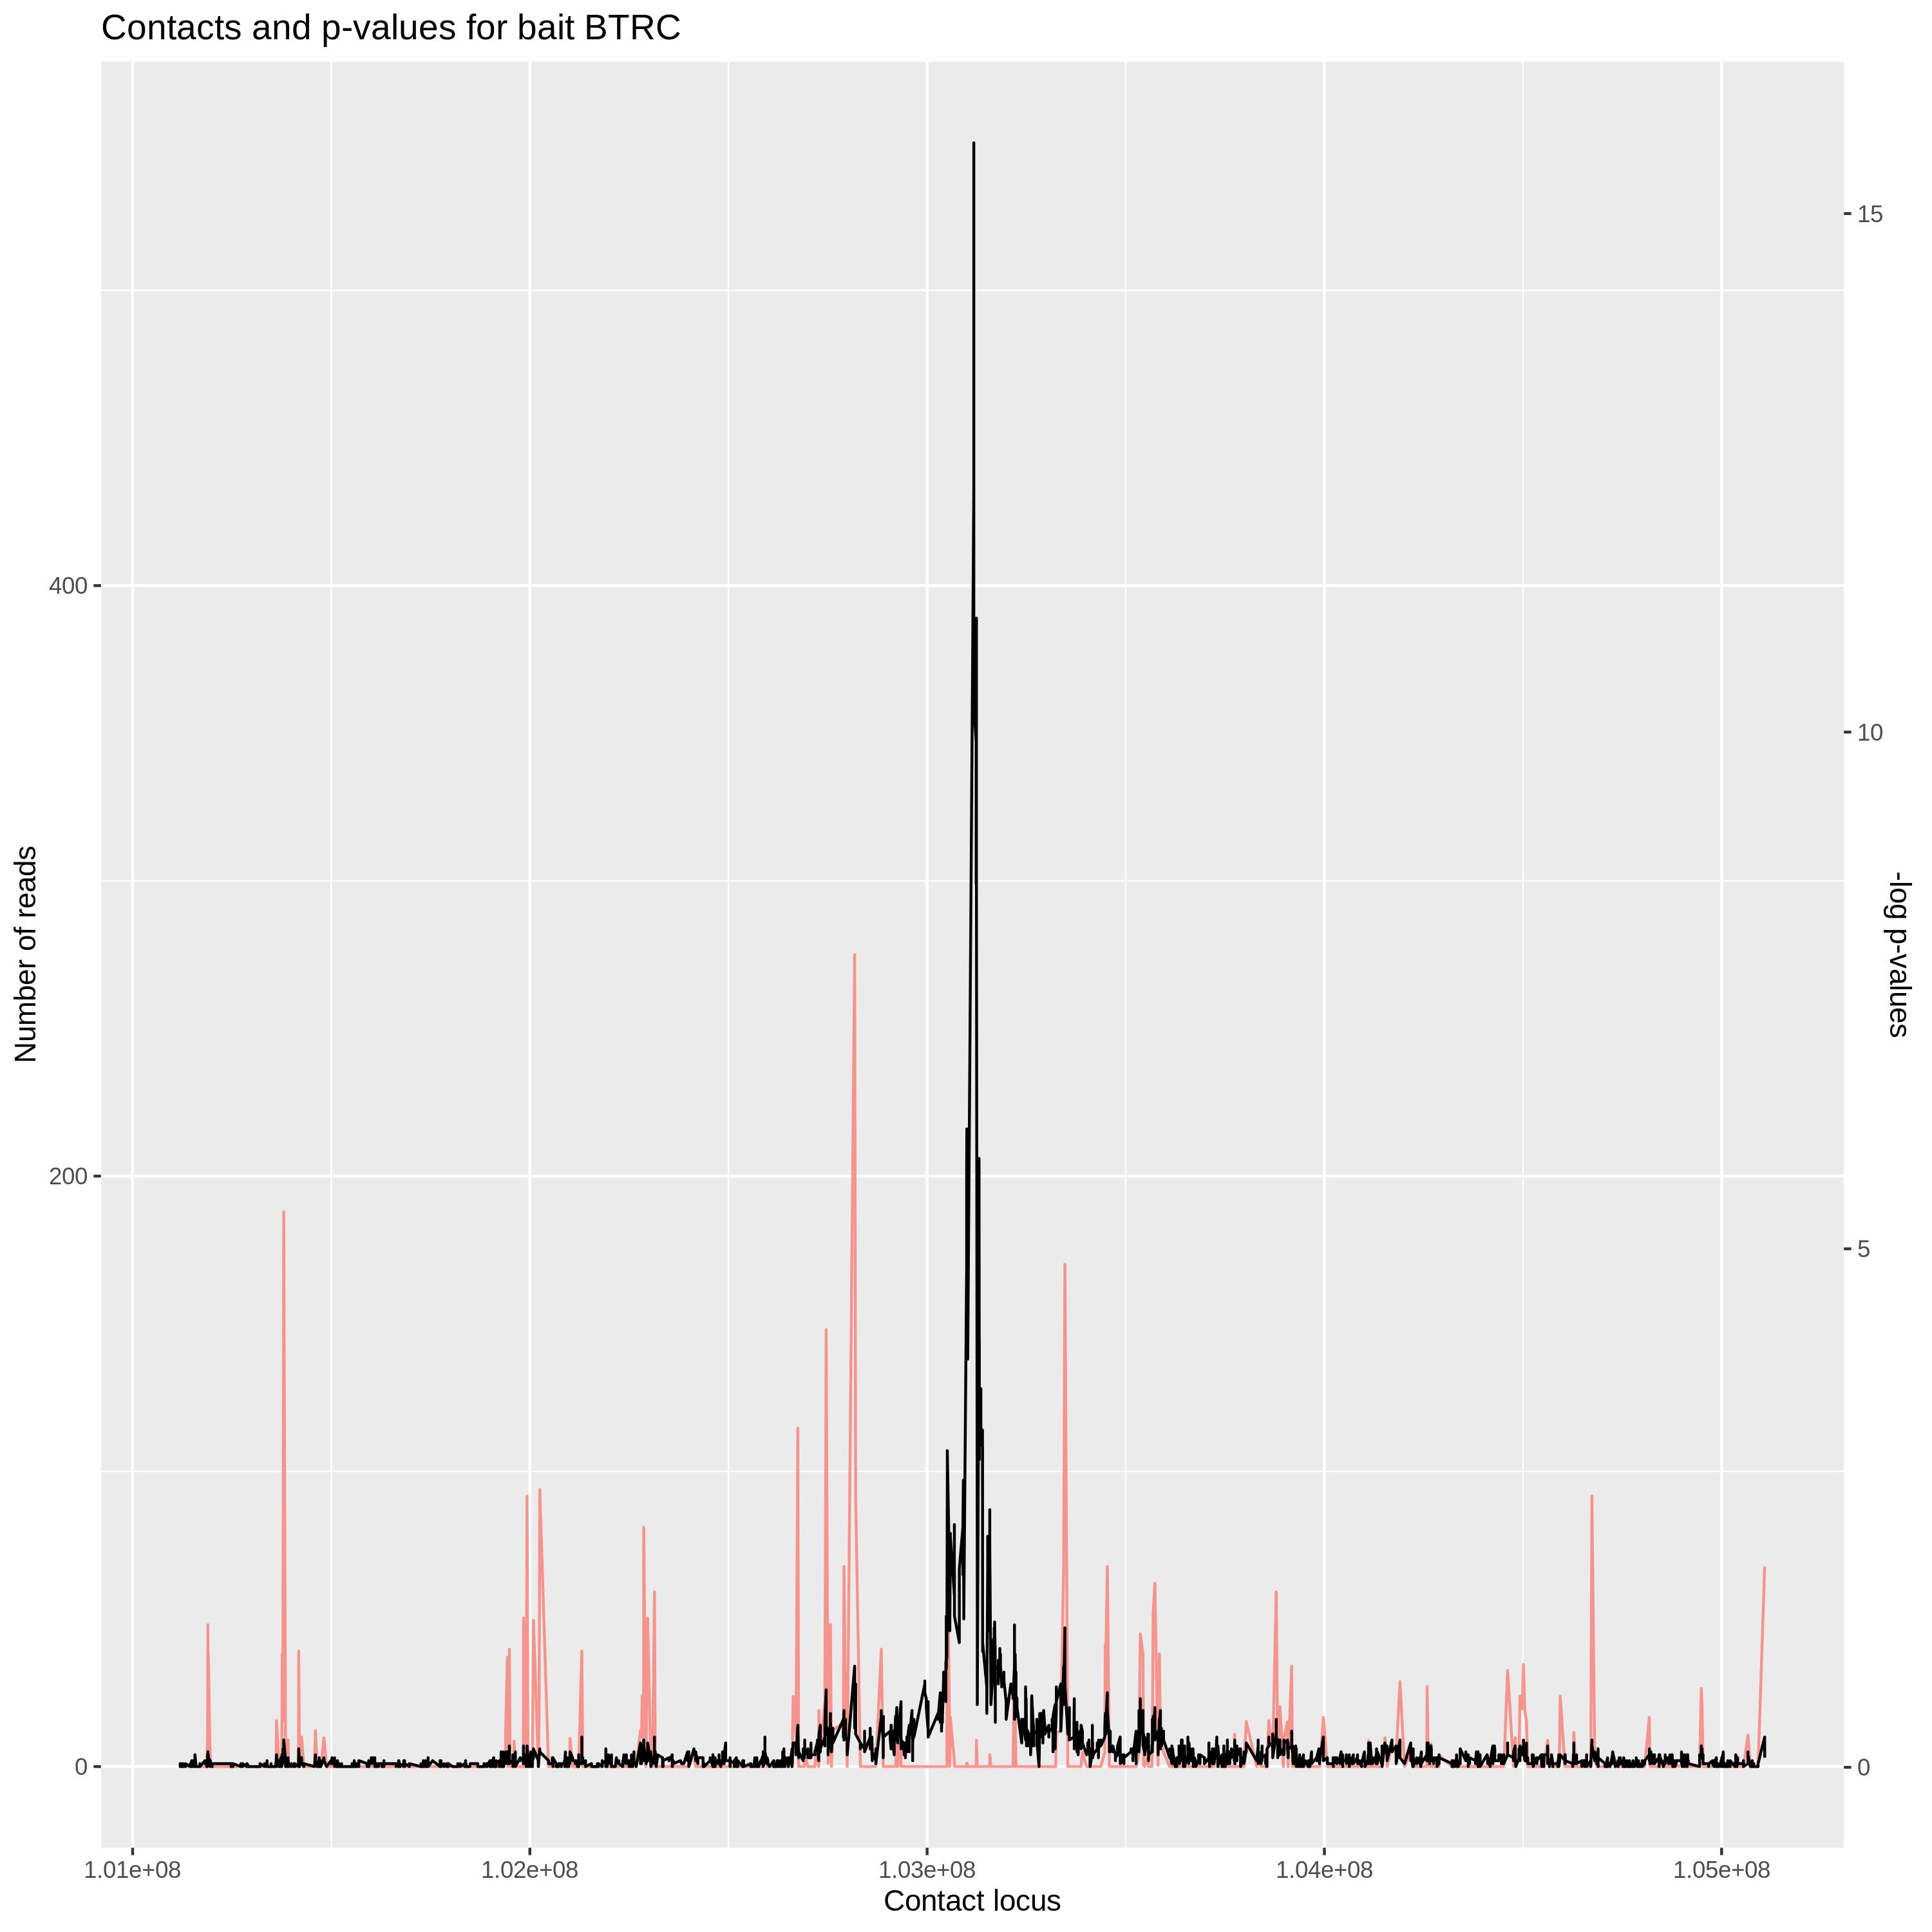 Contacts and p-values for bait BTRC
15
400
10
Number of reads
-log p-values
5
200
0
0
1.01e+08
1.02e+08
1.03e+08
1.04e+08
1.05e+08
Contact locus